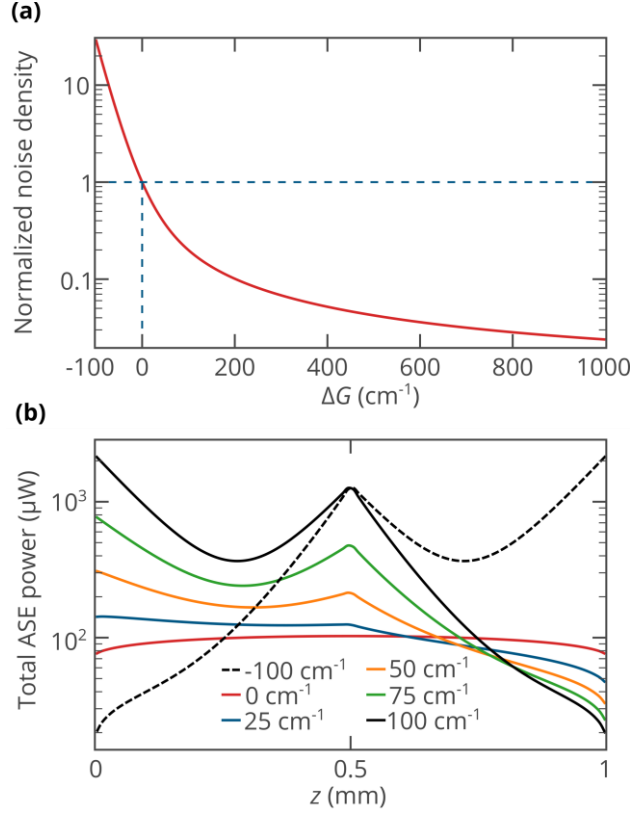 (a)
Normalized noise density
10
1
0.1
-100 0 200 400 600 800 1000
ΔG (cm⁻¹)
(b)
Total ASE power (μW)
10³
10²
-100 cm⁻¹
0 cm⁻¹
25 cm⁻¹
50 cm⁻¹
75 cm⁻¹
100 cm⁻¹
0 0.5 1
z (mm)